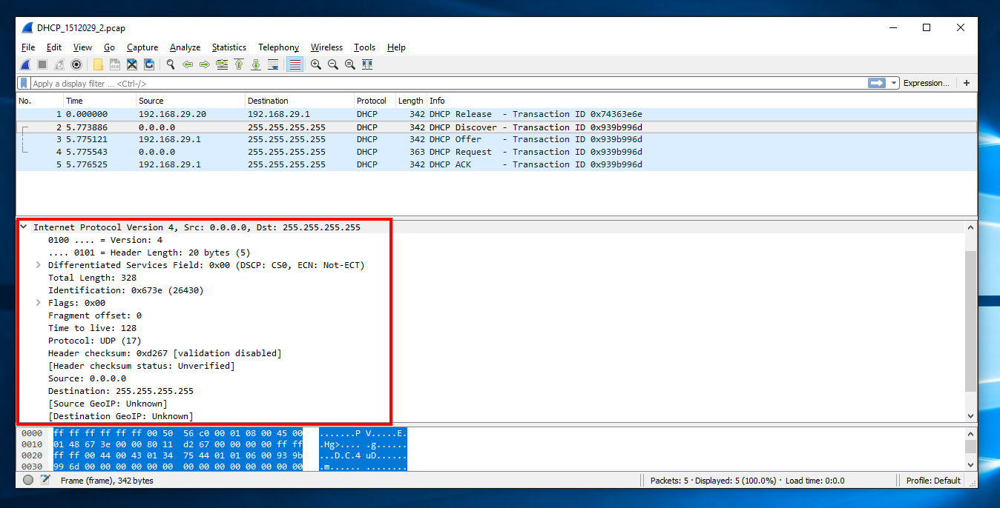 DHCP_1512029_2.pcap
File Edit View Go Capture Analyze Statistics Telephony Wireless Tools Help
Apply a display filter ... <Ctrl-/> Expression... +
No. Time Source Destination Protocol Length Info
1 0.000000 192.168.29.20 192.168.29.1 DHCP 342 DHCP Release - Transaction ID 0x74363e6e
2 5.773886 0.0.0.0 255.255.255.255 DHCP 342 DHCP Discover - Transaction ID 0x939b996d
3 5.775121 192.168.29.1 255.255.255.255 DHCP 342 DHCP Offer - Transaction ID 0x939b996d
4 5.775543 0.0.0.0 255.255.255.255 DHCP 363 DHCP Request - Transaction ID 0x939b996d
5 5.776525 192.168.29.1 255.255.255.255 DHCP 342 DHCP ACK - Transaction ID 0x939b996d
Internet Protocol Version 4, Src: 0.0.0.0, Dst: 255.255.255.255
0100 .... = Version: 4
.... 0101 = Header Length: 20 bytes (5)
Differentiated Services Field: 0x00 (DSCP: CS0, ECN: Not-ECT)
Total Length: 328
Identification: 0x673e (26430)
Flags: 0x00
Fragment offset: 0
Time to live: 128
Protocol: UDP (17)
Header checksum: 0xd267 [validation disabled]
[Header checksum status: Unverified]
Source: 0.0.0.0
Destination: 255.255.255.255
[Source GeoIP: Unknown]
[Destination GeoIP: Unknown]
0000 ff ff ff ff ff ff 00 50 56 c0 00 01 08 00 45 00 .......P V.....E.
0010 01 48 67 3e 00 00 80 11 d2 67 00 00 00 00 ff ff .Hg>.... .g......
0020 ff ff 00 44 00 43 01 34 75 44 01 01 06 00 93 9b ...D.C.4 uD......
0030 99 6d 00 00 00 00 00 00 00 00 00 00 00 00 00 00 .m...... ........
Frame (frame), 342 bytes Packets: 5 · Displayed: 5 (100.0%) · Load time: 0:0.0 Profile: Default